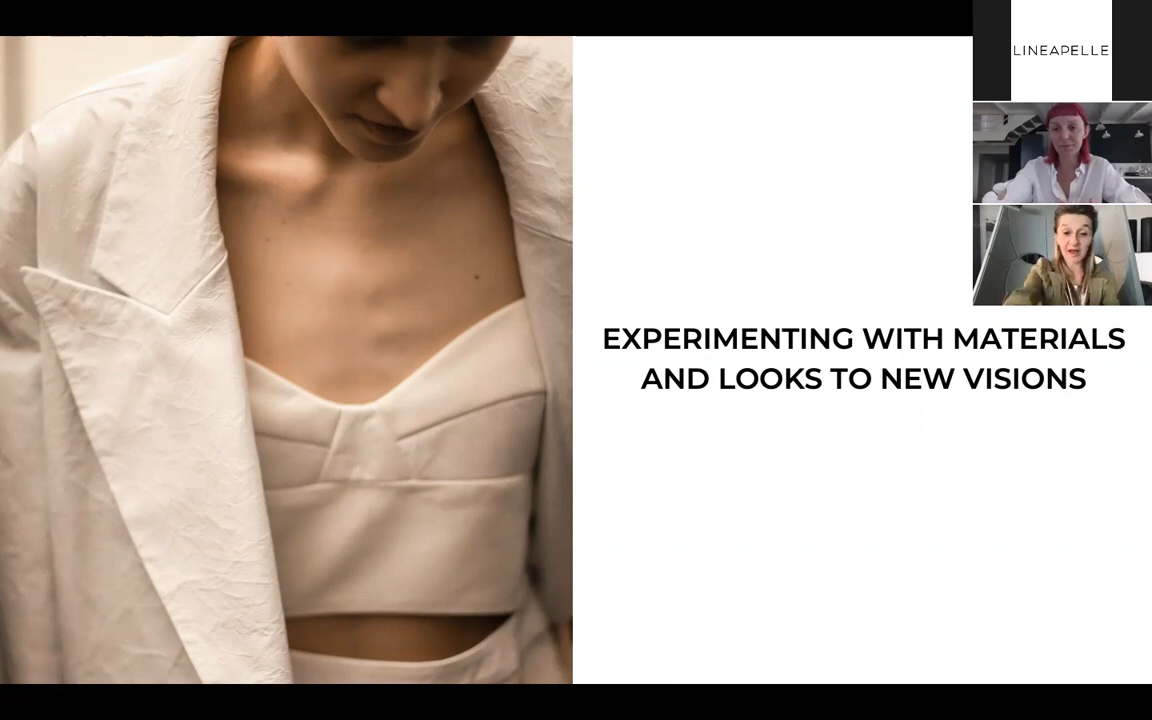 LINEAPELLE
EXPERIMENTING WITH MATERIALS
AND LOOKS TO NEW VISIONS